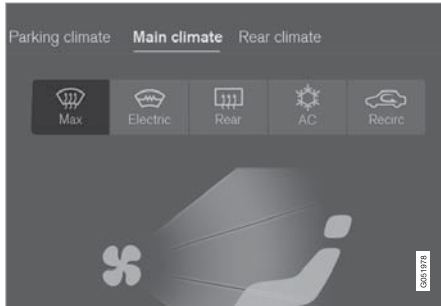 Parking climate Main climate Rear climate
Max Electric Rear AC Recirc
G051978